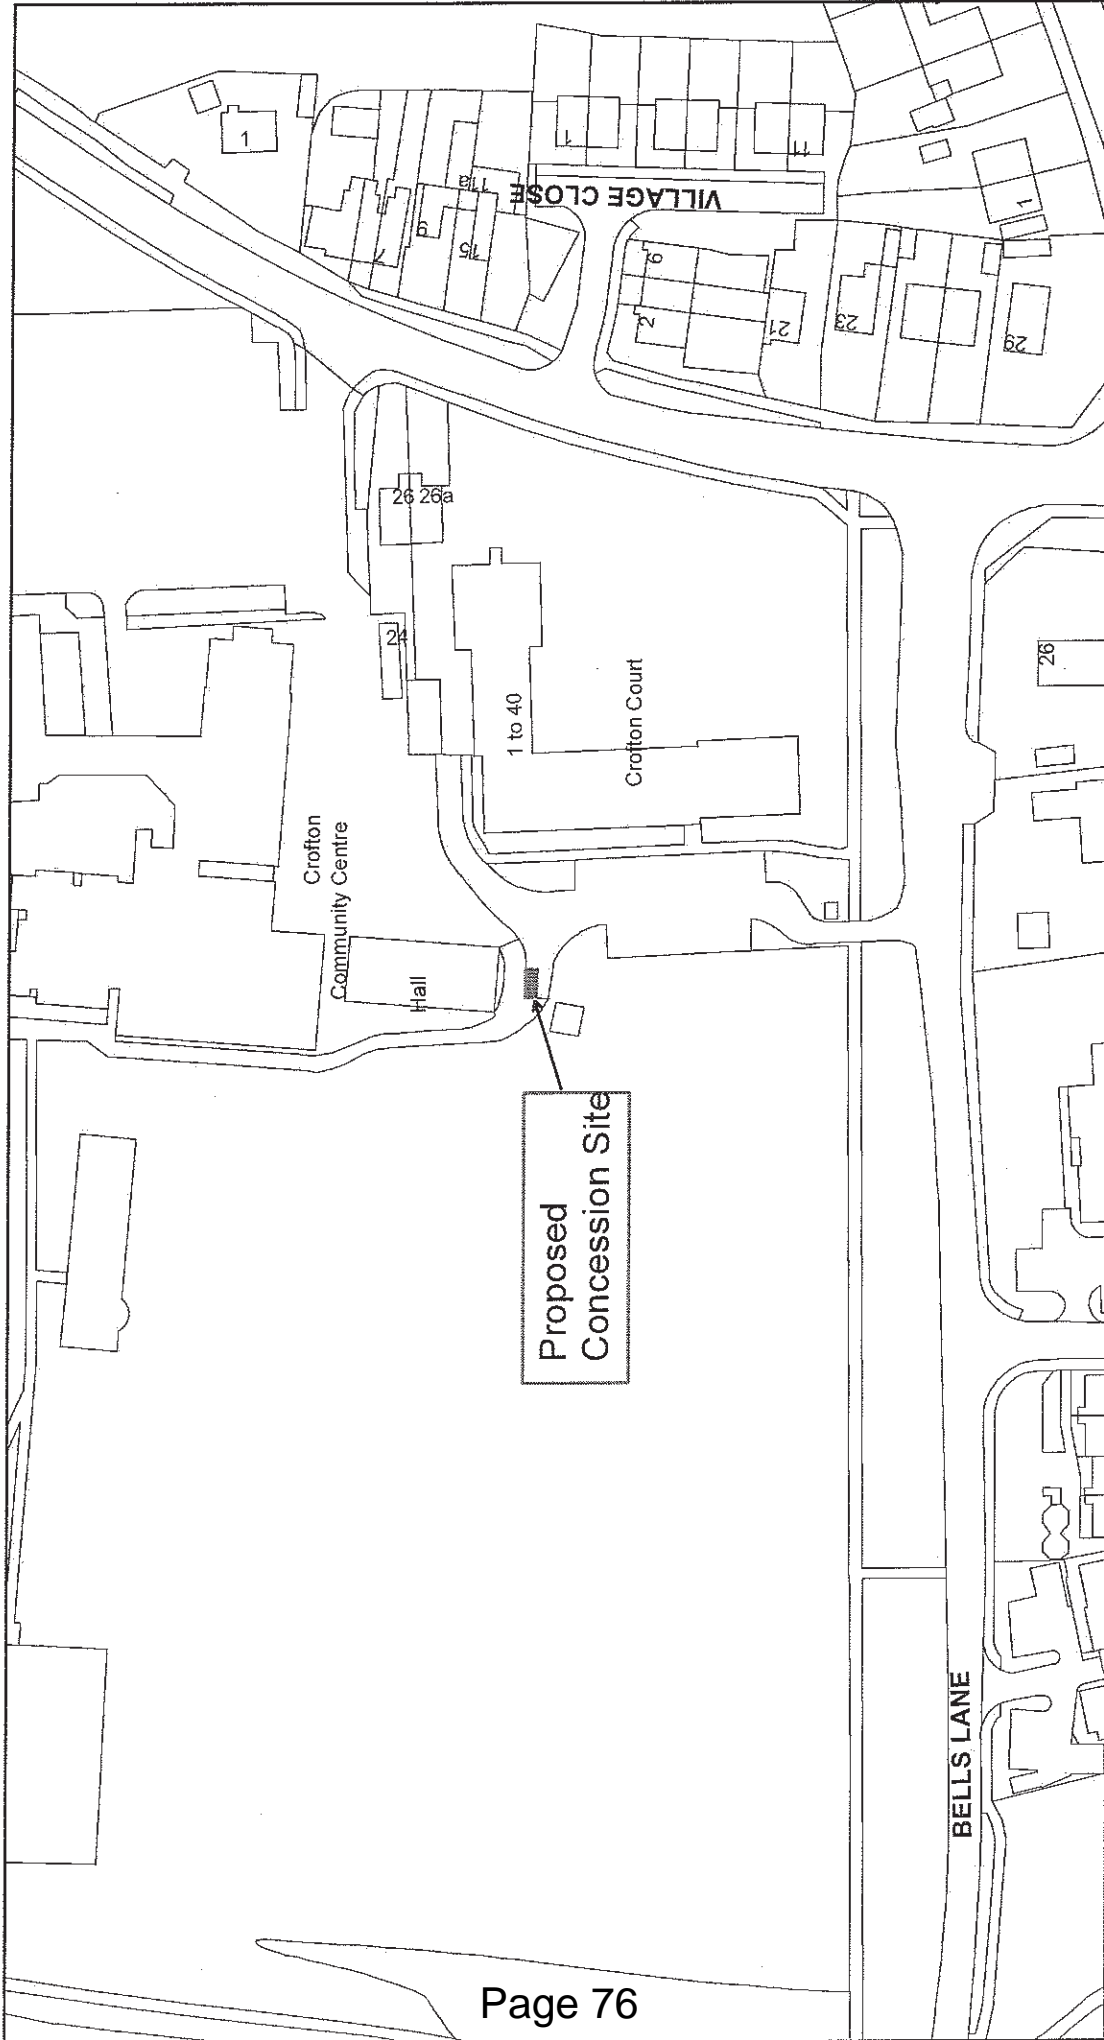 1
VILLAGE CLOSE
1
11
11a
7
9
15
6
2
21
23
29
1
26 26a
24
1 to 40
Crofton Court
26
Crofton
Community Centre
Hall
Proposed
Concession Site
BELLS LANE
Page 76